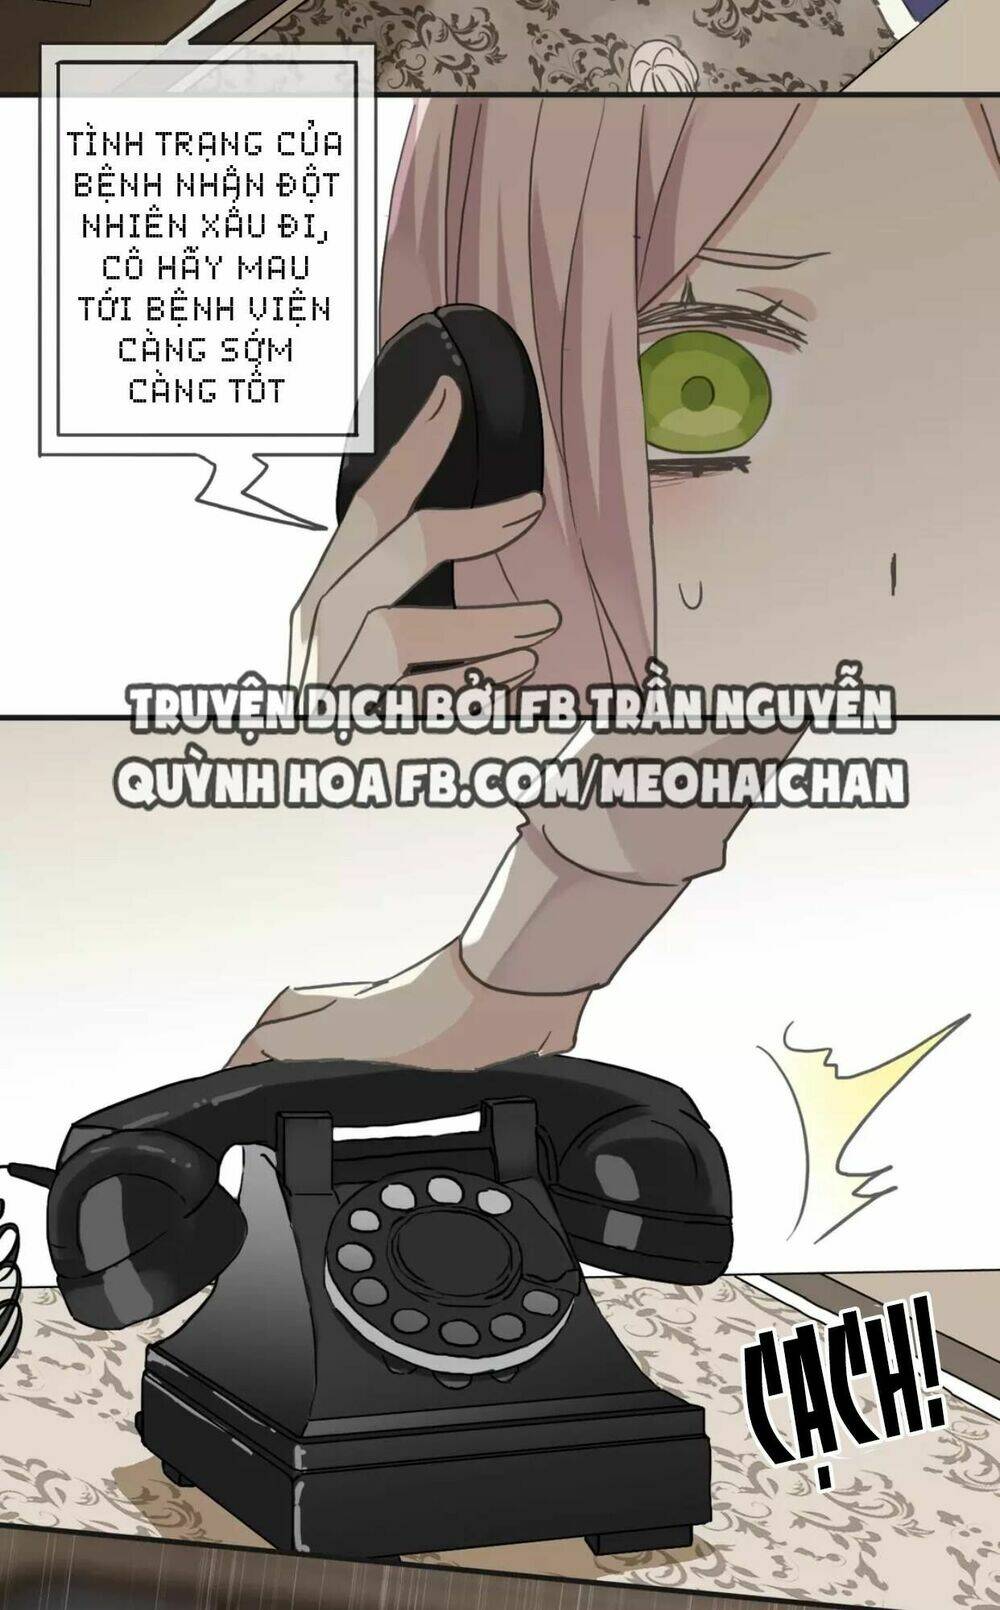 TÌNH TRẠNG CỦA
BỆNH NHÂN ĐỘT
NHIÊN XẤU ĐI,
CÔ HÃY MAU
TỚI BỆNH VIỆN
CÀNG SỚM
CÀNG TỐT
TRUYỆN DỊCH BỞI FB TRẦN NGUYỄN
QUỲNH HOA FB.COM/MEOHAICHAN
CẠCH!